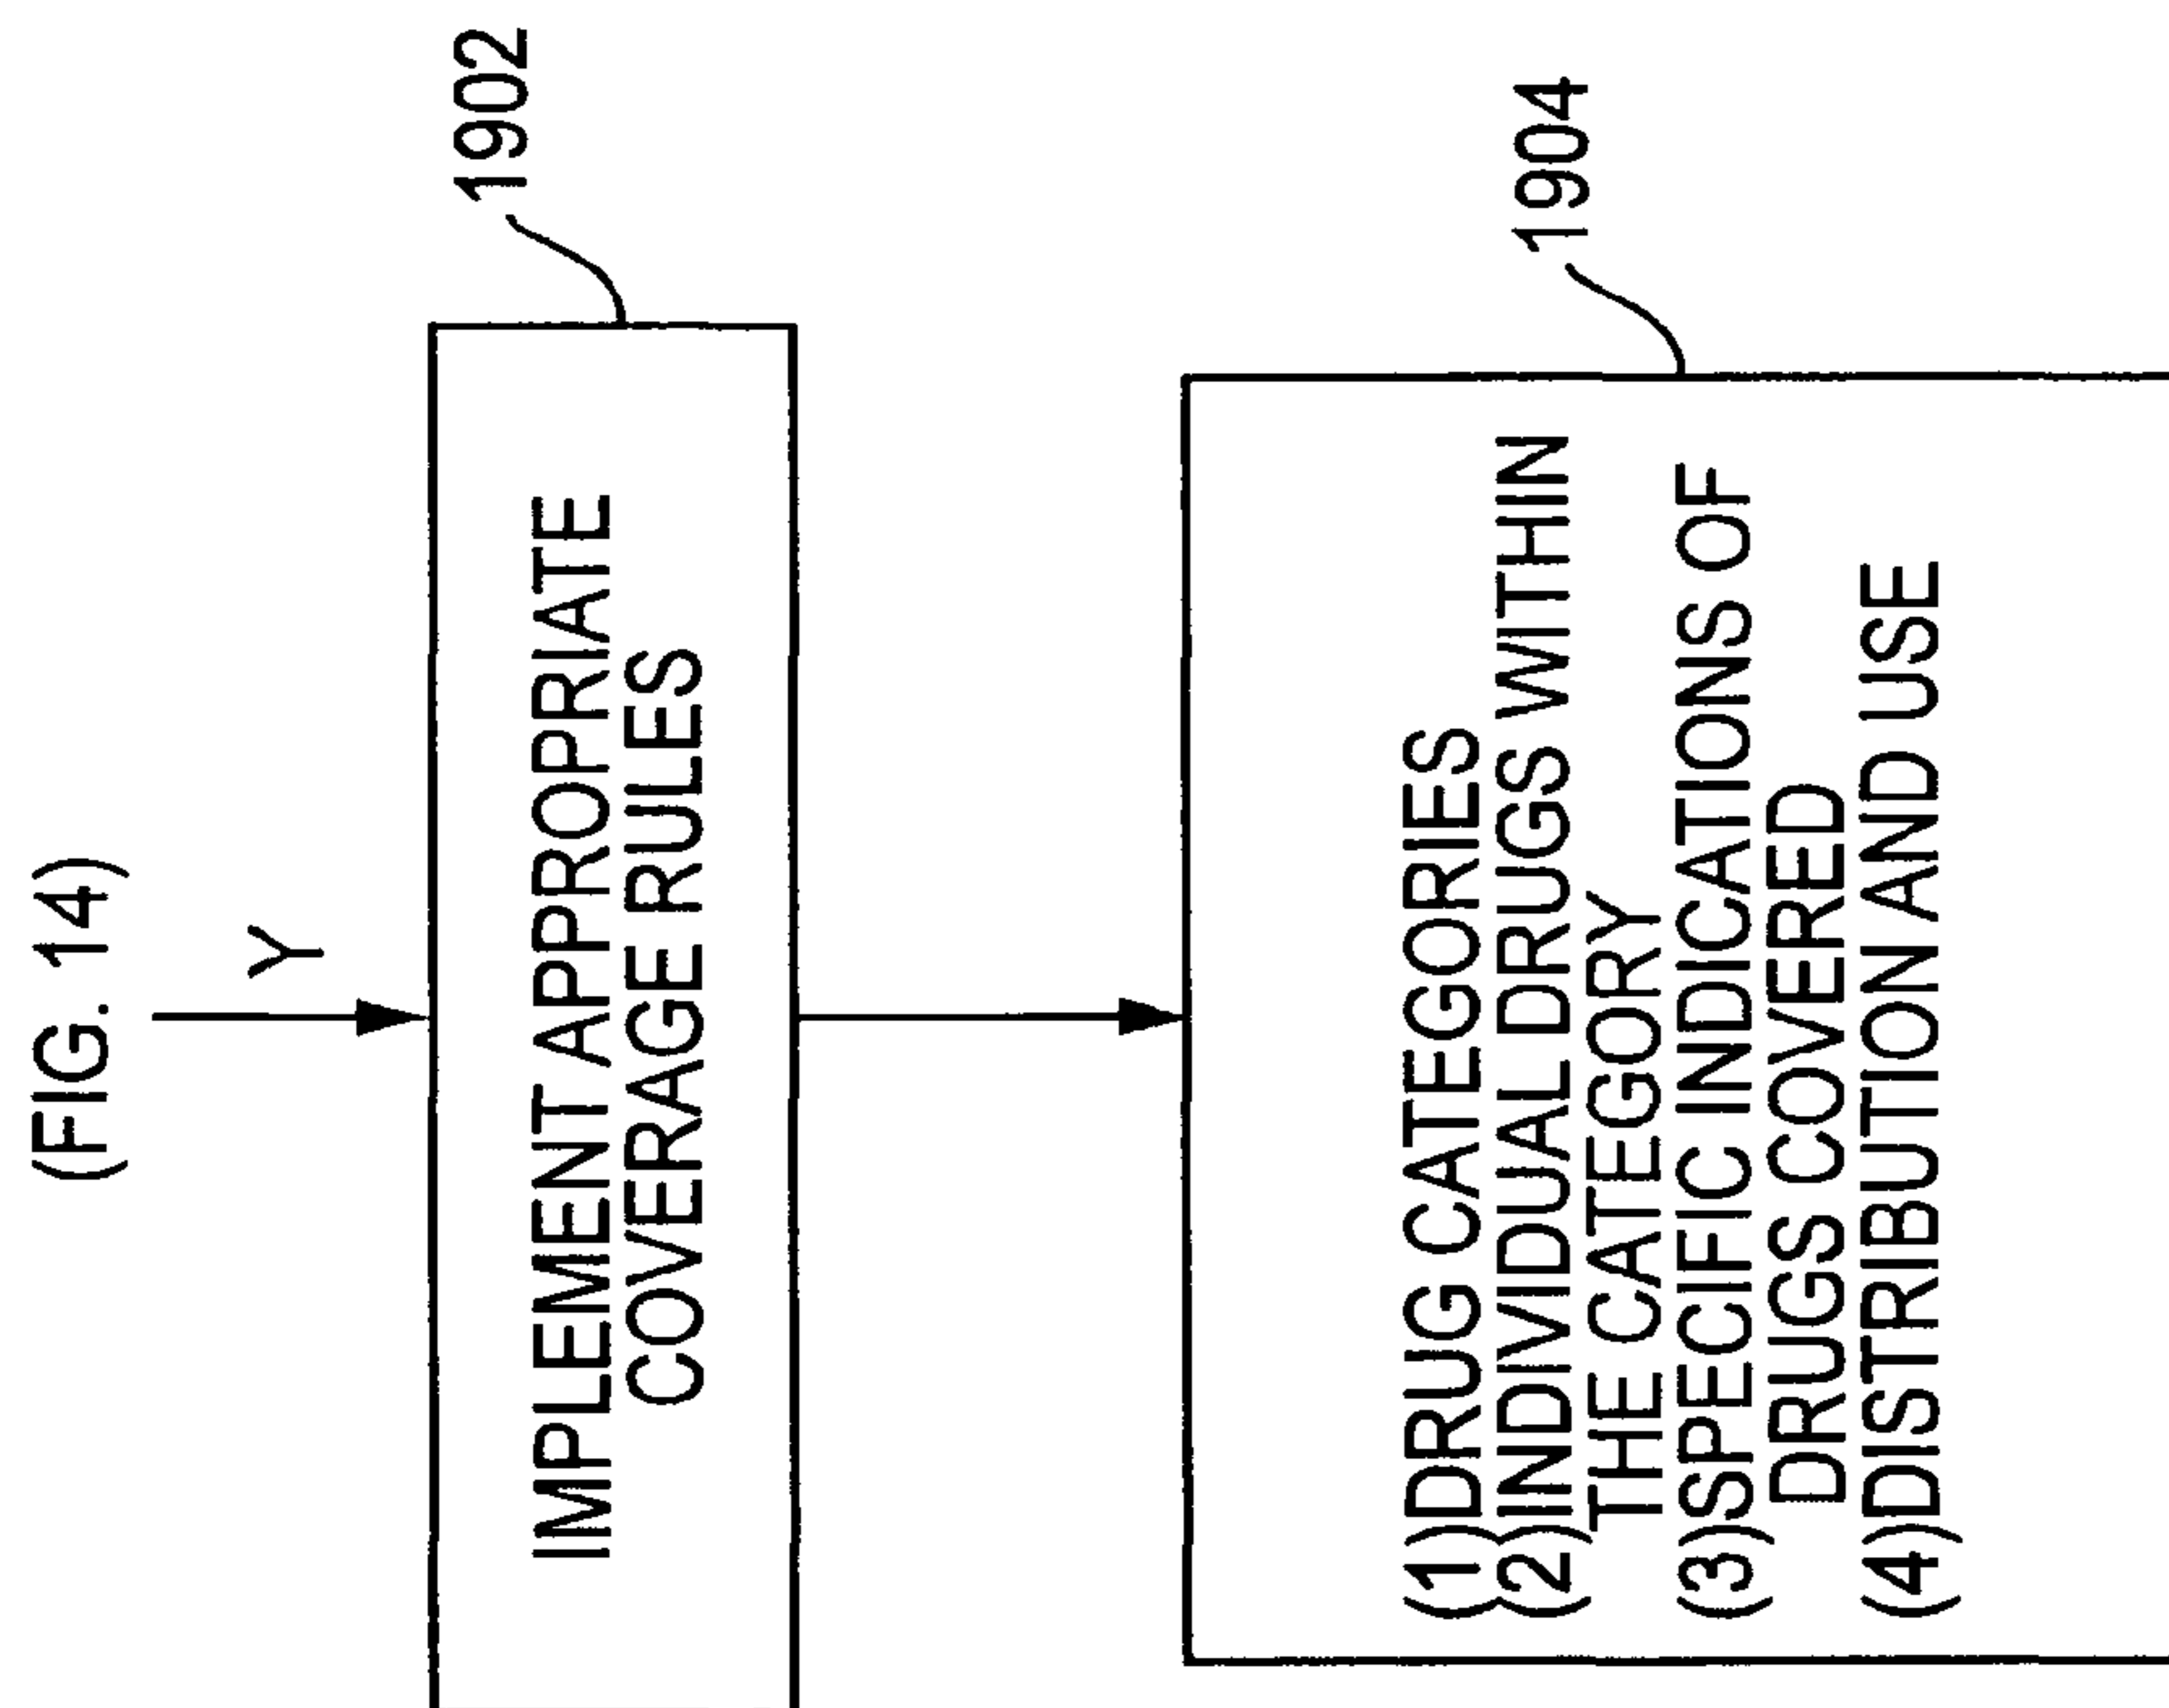 (FIG. 14)
Y
1902
IMPLEMENT APPROPRIATE
COVERAGE RULES
1904
(1)DRUG CATEGORIES
(2)INDIVIDUAL DRUGS WITHIN
THE CATEGORY
(3)SPECIFIC INDICATIONS OF
DRUGS COVERED
(4)DISTRIBUTION AND USE